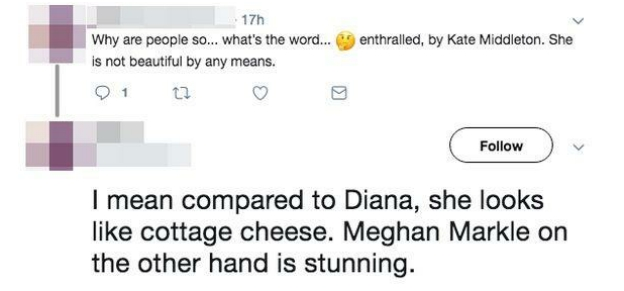 17h
Why are people so... what's the word... 🤔 enthralled, by Kate Middleton. She
is not beautiful by any means.
1
Follow
I mean compared to Diana, she looks
like cottage cheese. Meghan Markle on
the other hand is stunning.